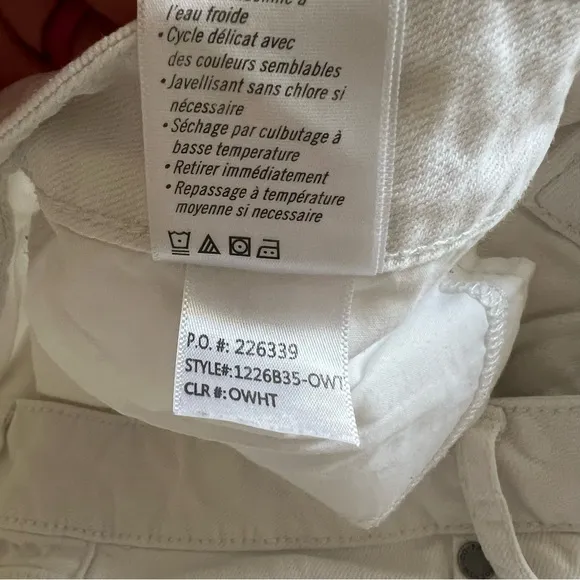 l'eau froide
• Cycle délicat avec
des couleurs semblables
• Javellisant sans chlore si
nécessaire
• Séchage par culbutage à
basse temperature
• Retirer immédiatement
• Repassage à température
moyenne si necessaire
P.O. #: 226339
STYLE#:1226B35-OWT
CLR #: OWHT